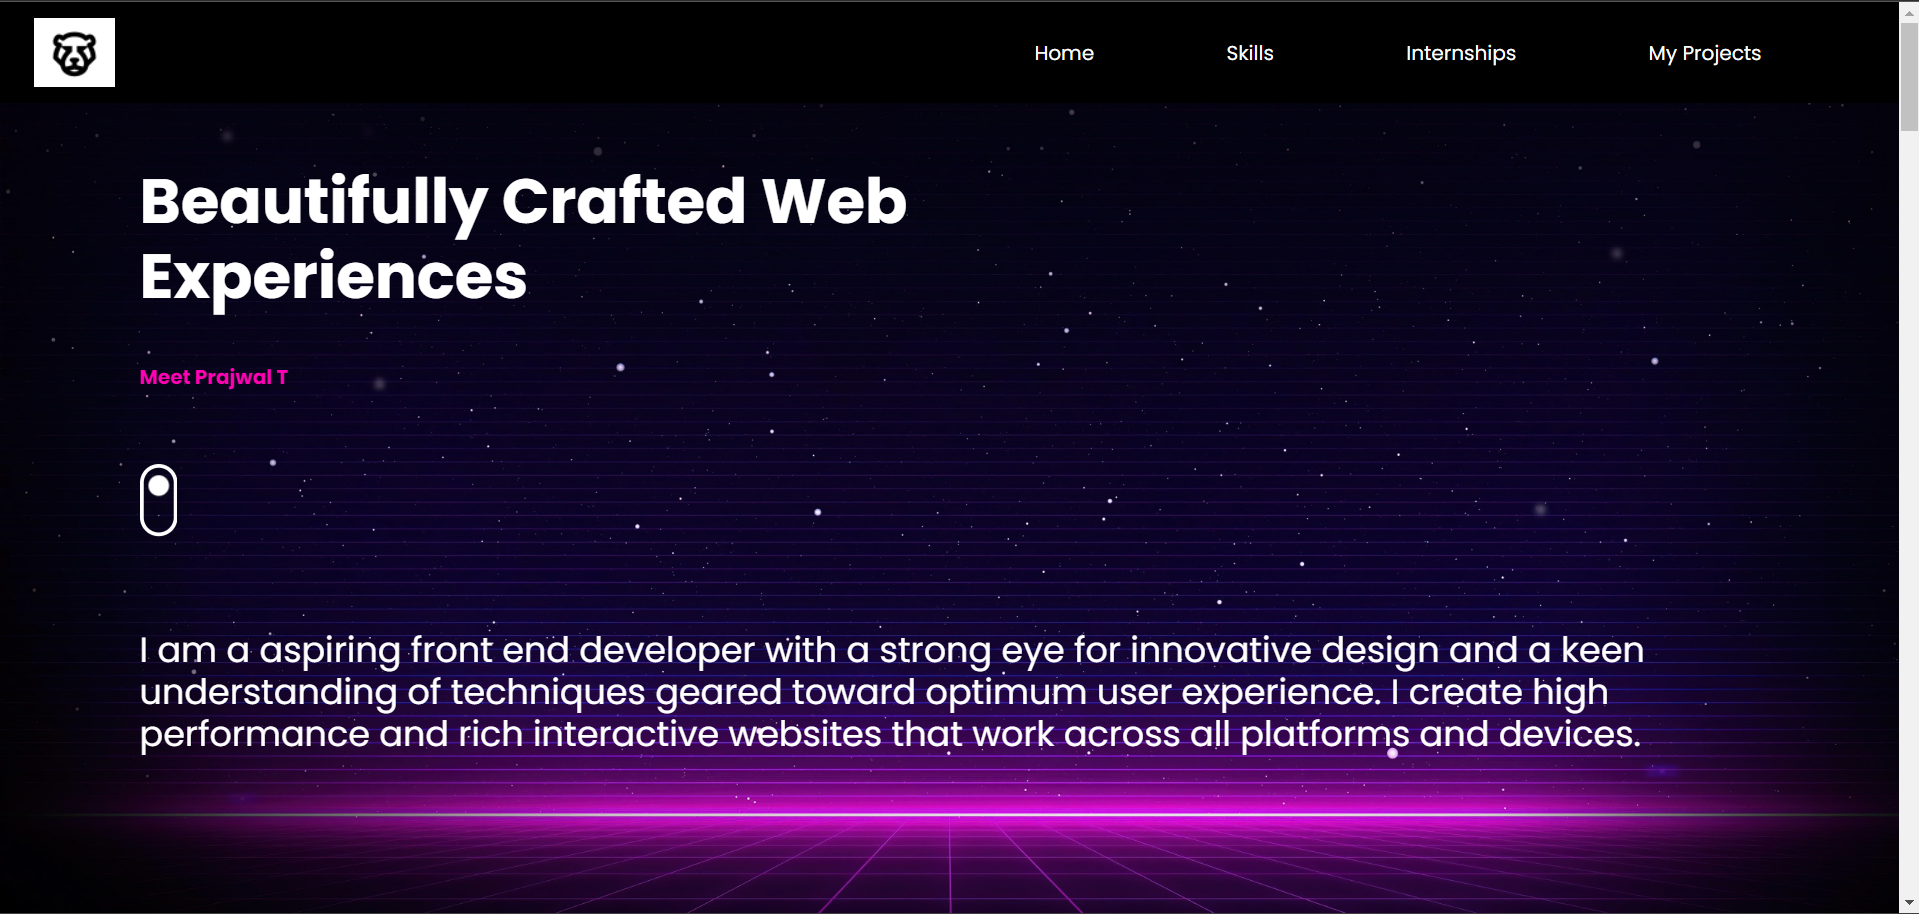 Home Skills Internships My Projects
Beautifully Crafted Web
Experiences
Meet Prajwal T
I am a aspiring front end developer with a strong eye for innovative design and a keen
understanding of techniques geared toward optimum user experience. I create high
performance and rich interactive websites that work across all platforms and devices.